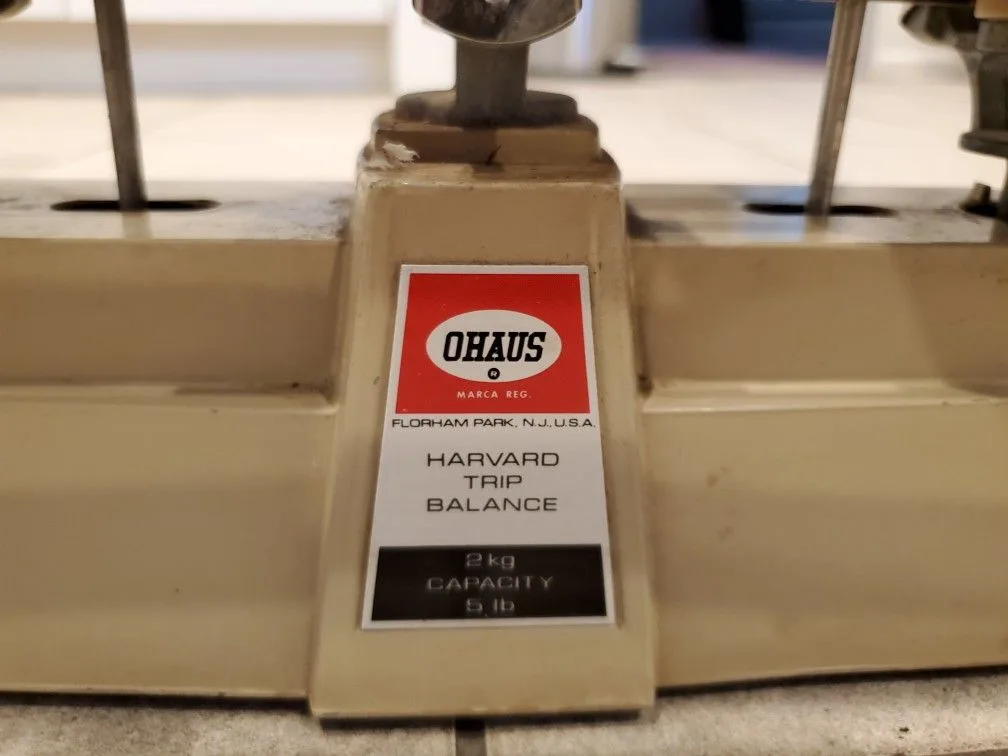 OHAUS
®
MARCA REG.
FLORHAM PARK, N.J., U.S.A.
HARVARD
TRIP
BALANCE
2 kg
CAPACITY
5 lb